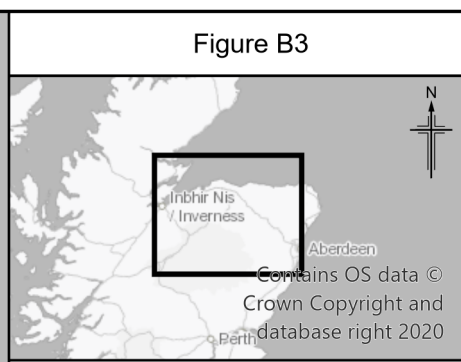 Figure B3
N
Inbhir Nis
/ Inverness
Aberdeen
Contains OS data ©
Crown Copyright and
database right 2020
Perth